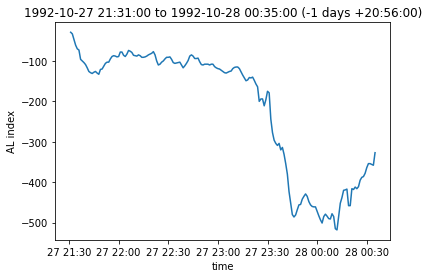 1992-10-27 21:31:00 to 1992-10-28 00:35:00 (-1 days +20:56:00)
−100
−200
−300
−400
−500
AL index
27 21:30 27 22:00 27 22:30 27 23:00 27 23:30 28 00:00 28 00:30
time